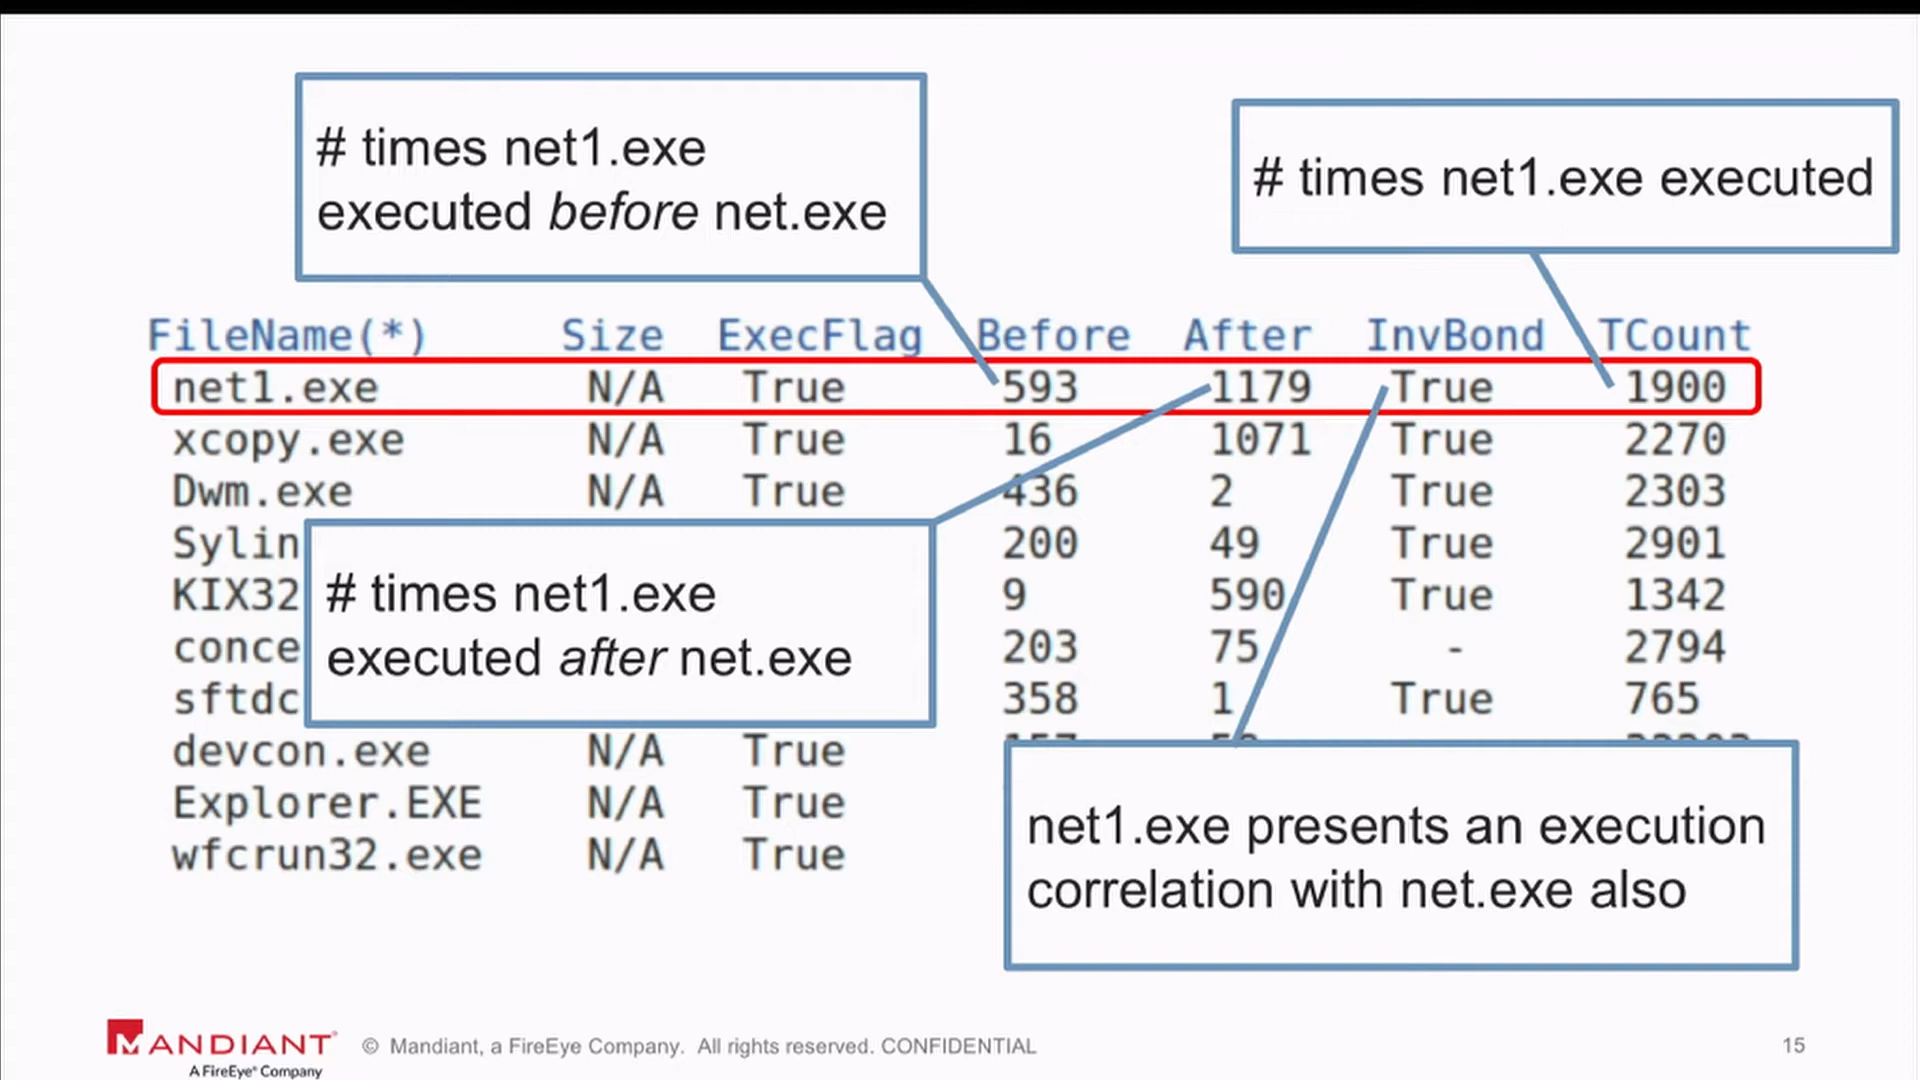 # times net1.exe
executed before net.exe
# times net1.exe executed
FileName(*) Size ExecFlag Before After InvBond TCount
net1.exe N/A True 593 1179 True 1900
xcopy.exe N/A True 16 1071 True 2270
Dwm.exe N/A True 436 2 True 2303
Sylin 200 49 True 2901
KIX32 9 590 True 1342
conce 203 75 - 2794
sftdc 358 1 True 765
# times net1.exe
executed after net.exe
devcon.exe N/A True
Explorer.EXE N/A True
wfcrun32.exe N/A True
net1.exe presents an execution
correlation with net.exe also
MANDIANT
A FireEye® Company
© Mandiant, a FireEye Company. All rights reserved. CONFIDENTIAL
15